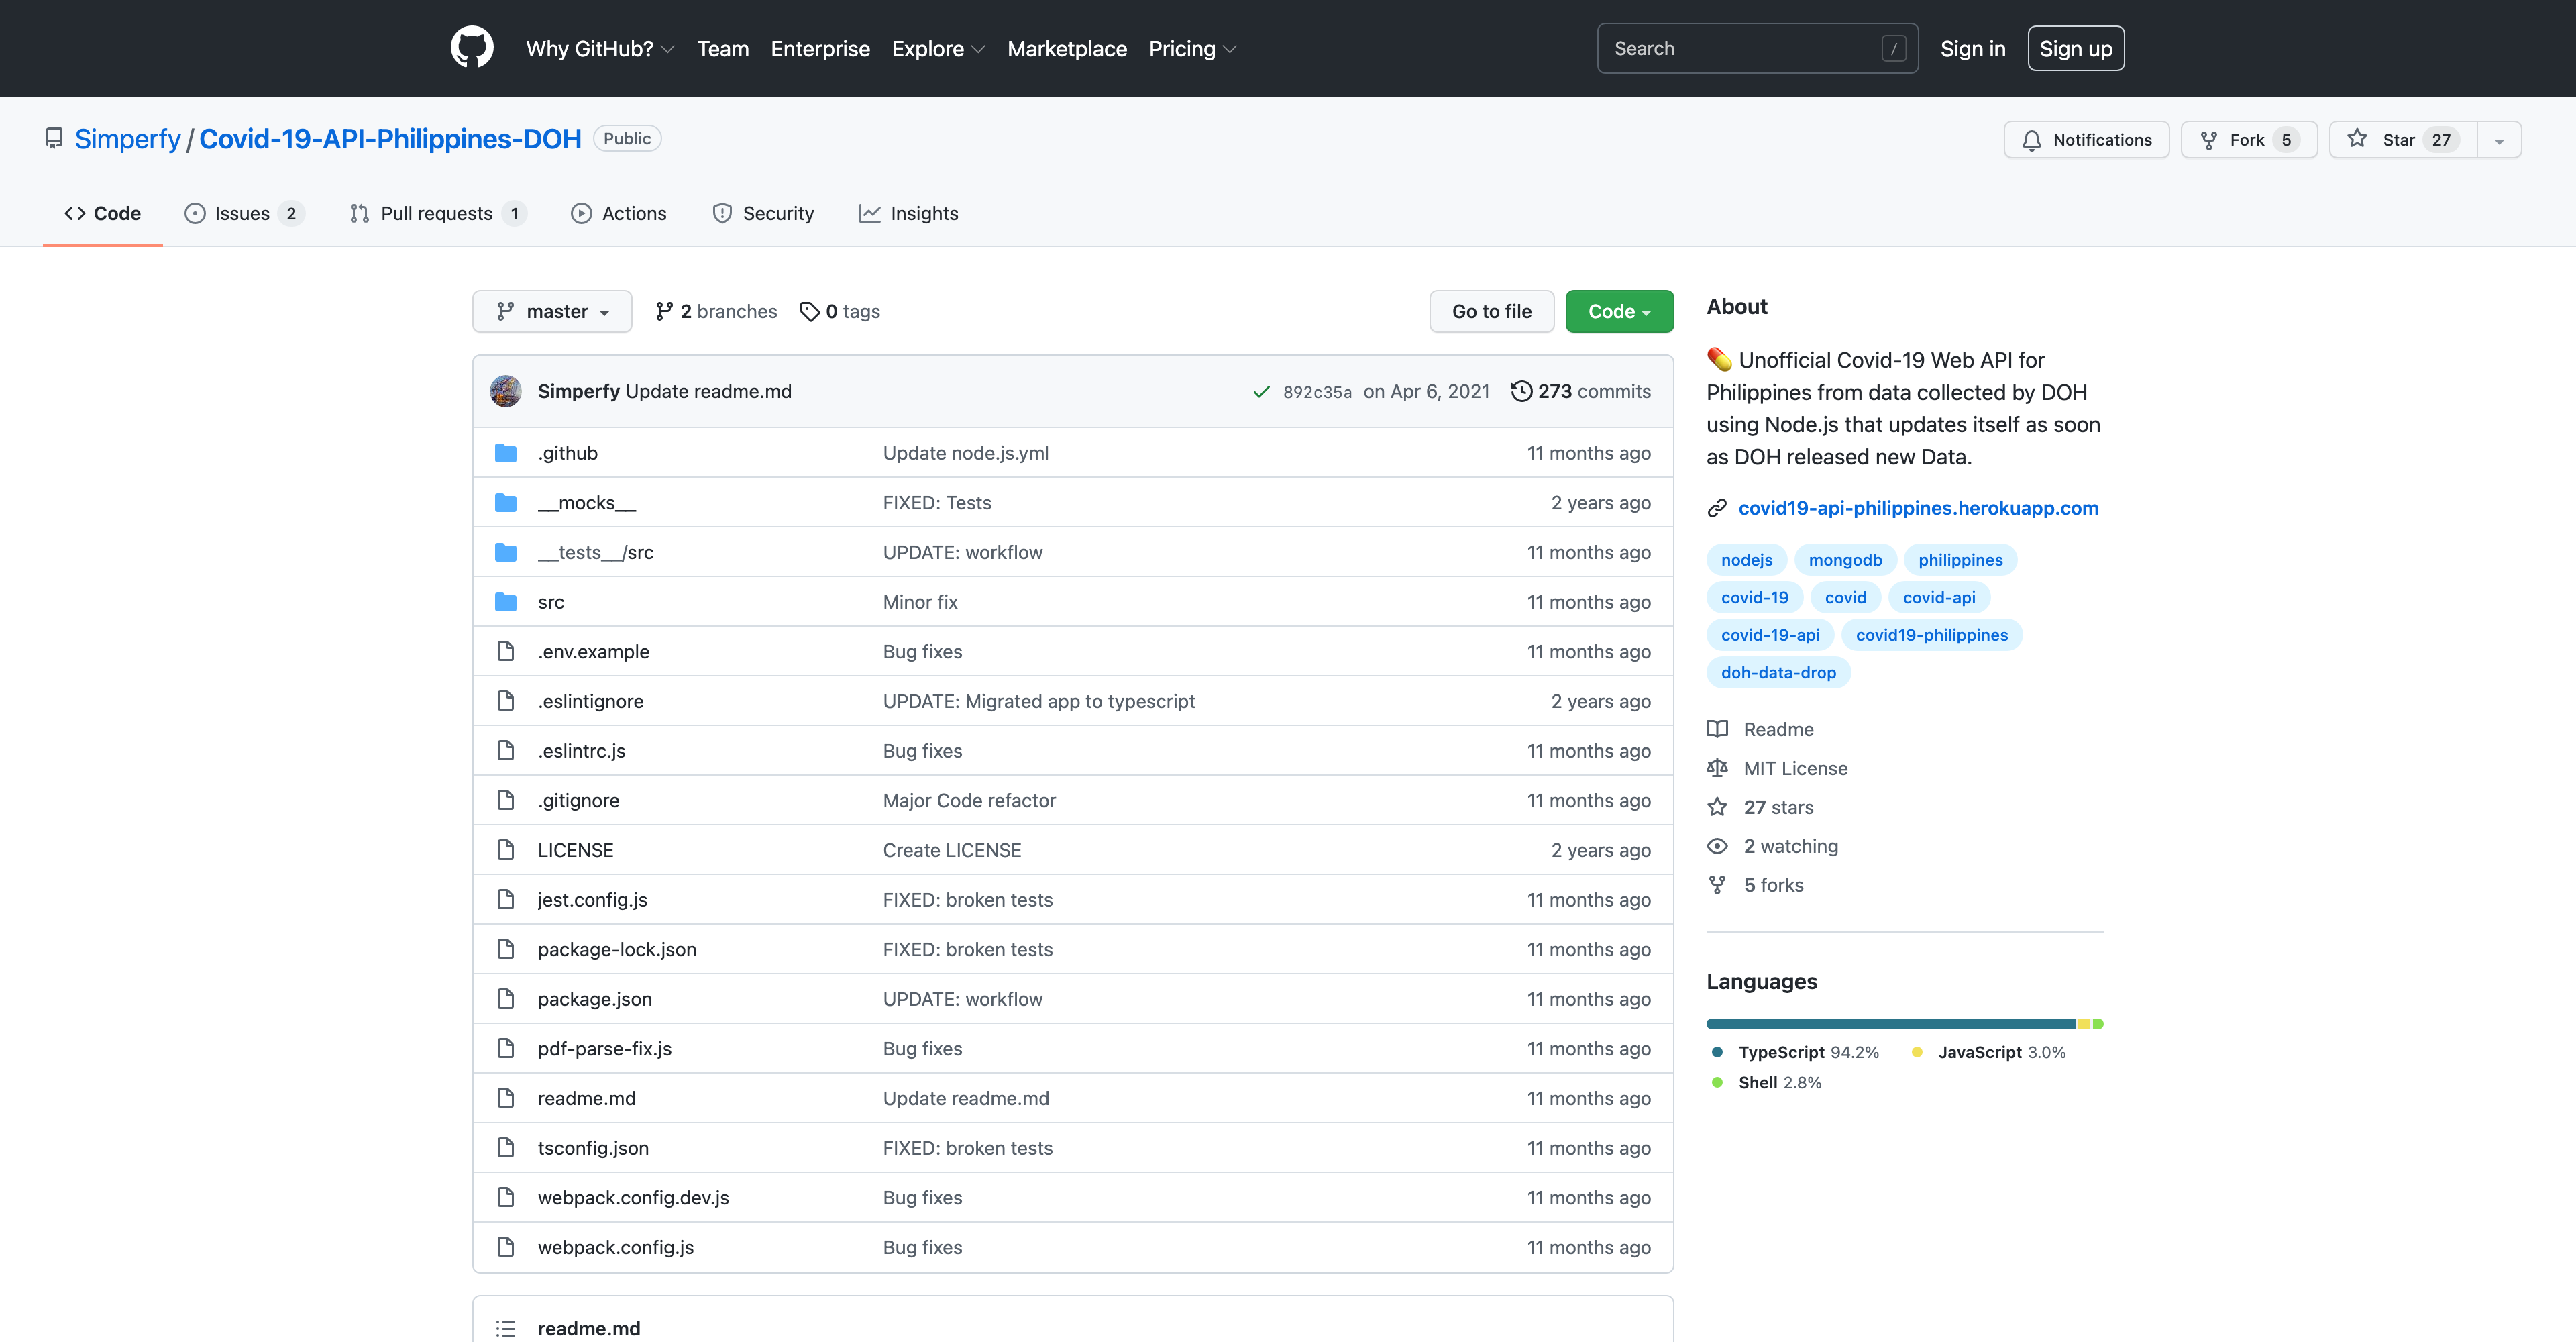 Why GitHub? Team Enterprise Explore Marketplace Pricing Search / Sign in Sign up
Simperfy / Covid-19-API-Philippines-DOH Public Notifications Fork 5 Star 27
Code Issues 2 Pull requests 1 Actions Security Insights
master 2 branches 0 tags Go to file Code
Simperfy Update readme.md 892c35a on Apr 6, 2021 273 commits
.github Update node.js.yml 11 months ago
__mocks__ FIXED: Tests 2 years ago
__tests__/src UPDATE: workflow 11 months ago
src Minor fix 11 months ago
.env.example Bug fixes 11 months ago
.eslintignore UPDATE: Migrated app to typescript 2 years ago
.eslintrc.js Bug fixes 11 months ago
.gitignore Major Code refactor 11 months ago
LICENSE Create LICENSE 2 years ago
jest.config.js FIXED: broken tests 11 months ago
package-lock.json FIXED: broken tests 11 months ago
package.json UPDATE: workflow 11 months ago
pdf-parse-fix.js Bug fixes 11 months ago
readme.md Update readme.md 11 months ago
tsconfig.json FIXED: broken tests 11 months ago
webpack.config.dev.js Bug fixes 11 months ago
webpack.config.js Bug fixes 11 months ago
readme.md
About
Unofficial Covid-19 Web API for
Philippines from data collected by DOH
using Node.js that updates itself as soon
as DOH released new Data.
covid19-api-philippines.herokuapp.com
nodejs mongodb philippines
covid-19 covid covid-api
covid-19-api covid19-philippines
doh-data-drop
Readme
MIT License
27 stars
2 watching
5 forks
Languages
TypeScript 94.2% JavaScript 3.0%
Shell 2.8%